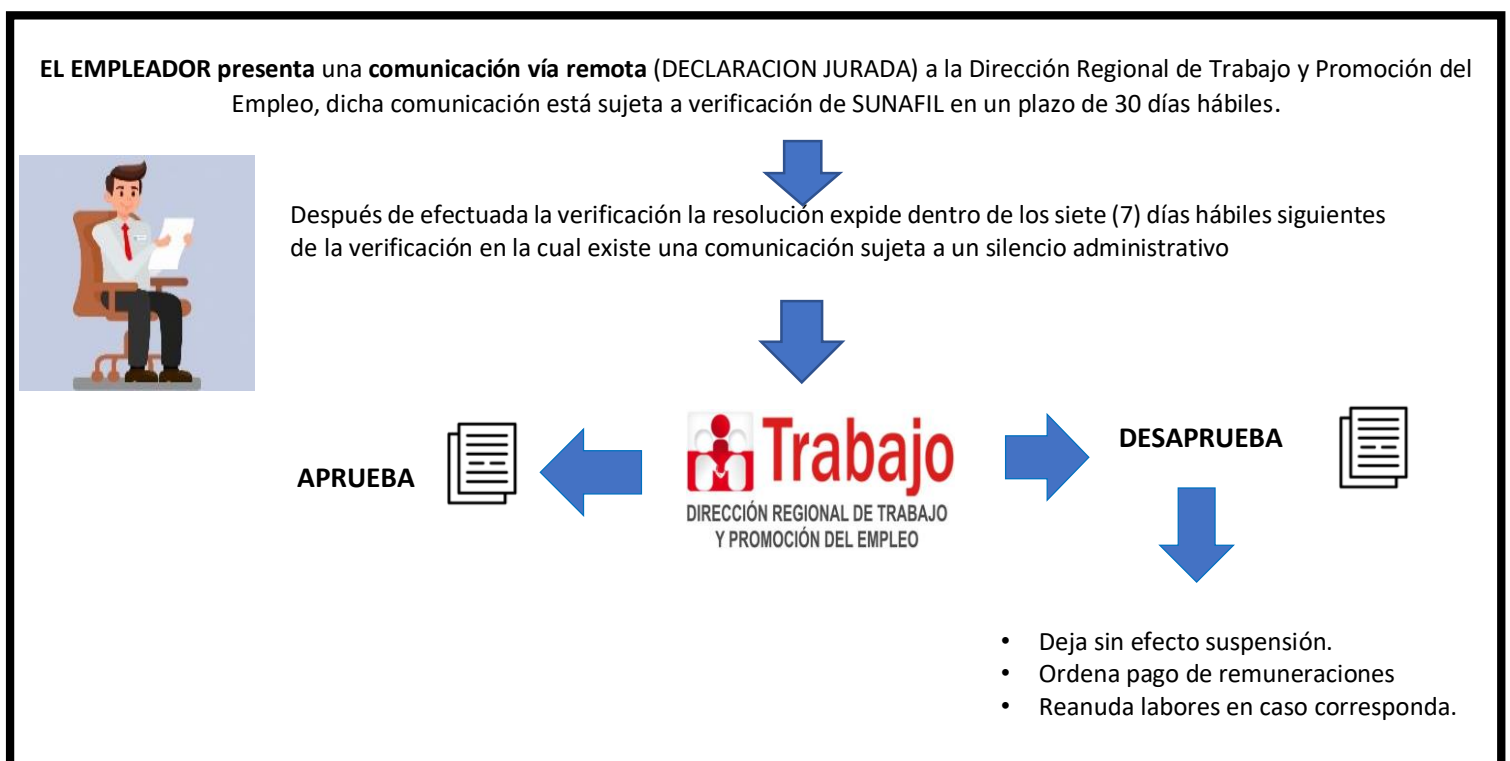 EL EMPLEADOR presenta una comunicación vía remota (DECLARACION JURADA) a la Dirección Regional de Trabajo y Promoción del
Empleo, dicha comunicación está sujeta a verificación de SUNAFIL en un plazo de 30 días hábiles.
Después de efectuada la verificación la resolución expide dentro de los siete (7) días hábiles siguientes
de la verificación en la cual existe una comunicación sujeta a un silencio administrativo
APRUEBA
Trabajo
DIRECCIÓN REGIONAL DE TRABAJO
Y PROMOCIÓN DEL EMPLEO
DESAPRUEBA
• Deja sin efecto suspensión.
• Ordena pago de remuneraciones
• Reanuda labores en caso corresponda.